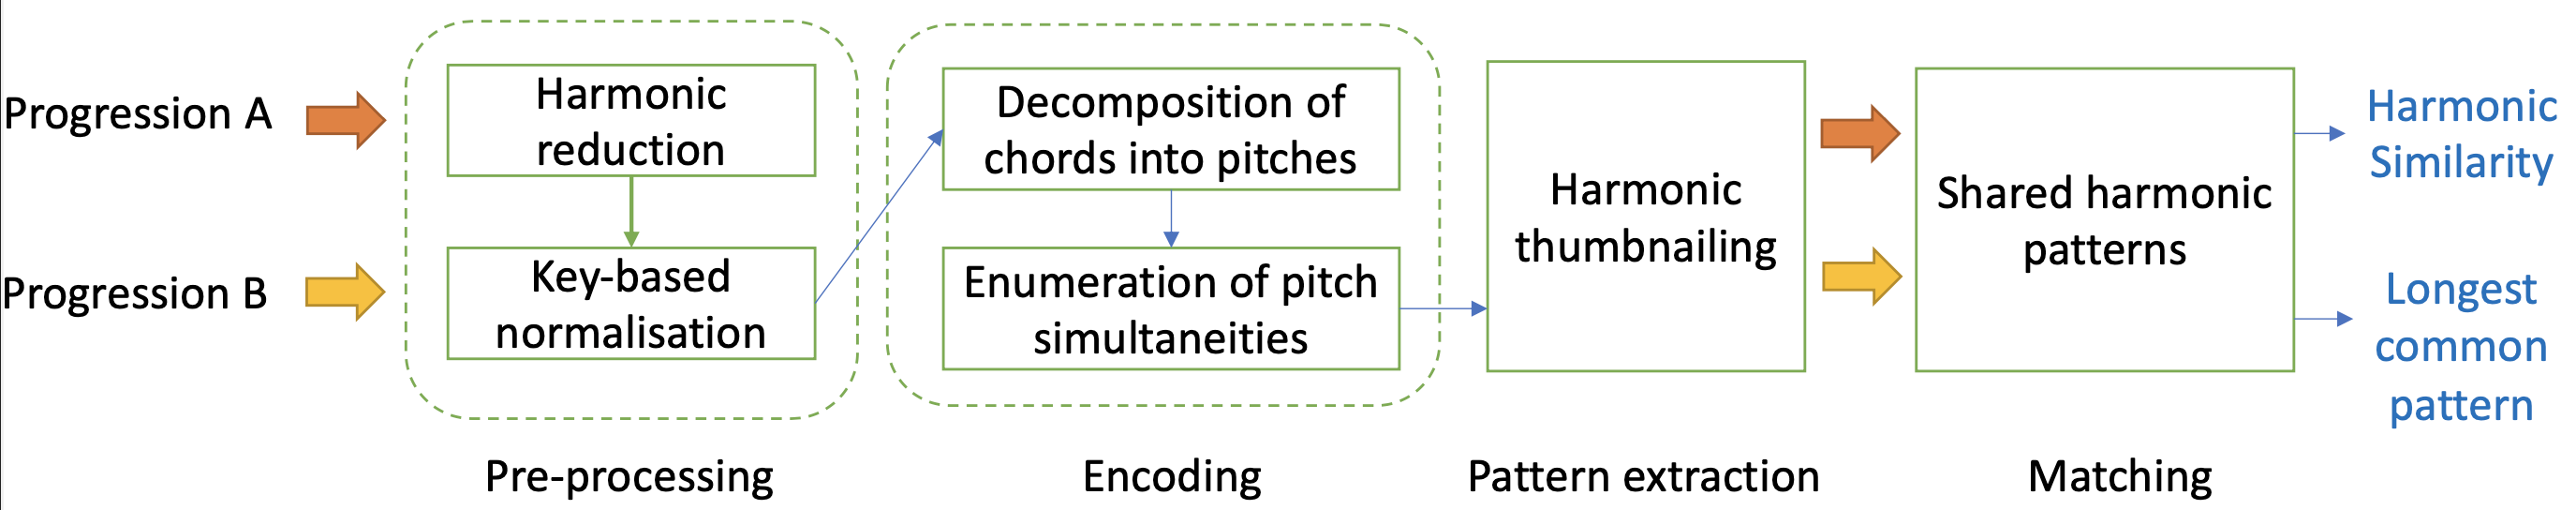 Progression A
Progression B
Harmonic
reduction
Key-based
normalisation
Pre-processing
Decomposition of
chords into pitches
Enumeration of pitch
simultaneities
Encoding
Harmonic
thumbnailing
Pattern extraction
Shared harmonic
patterns
Matching
Harmonic
Similarity
Longest
common
pattern